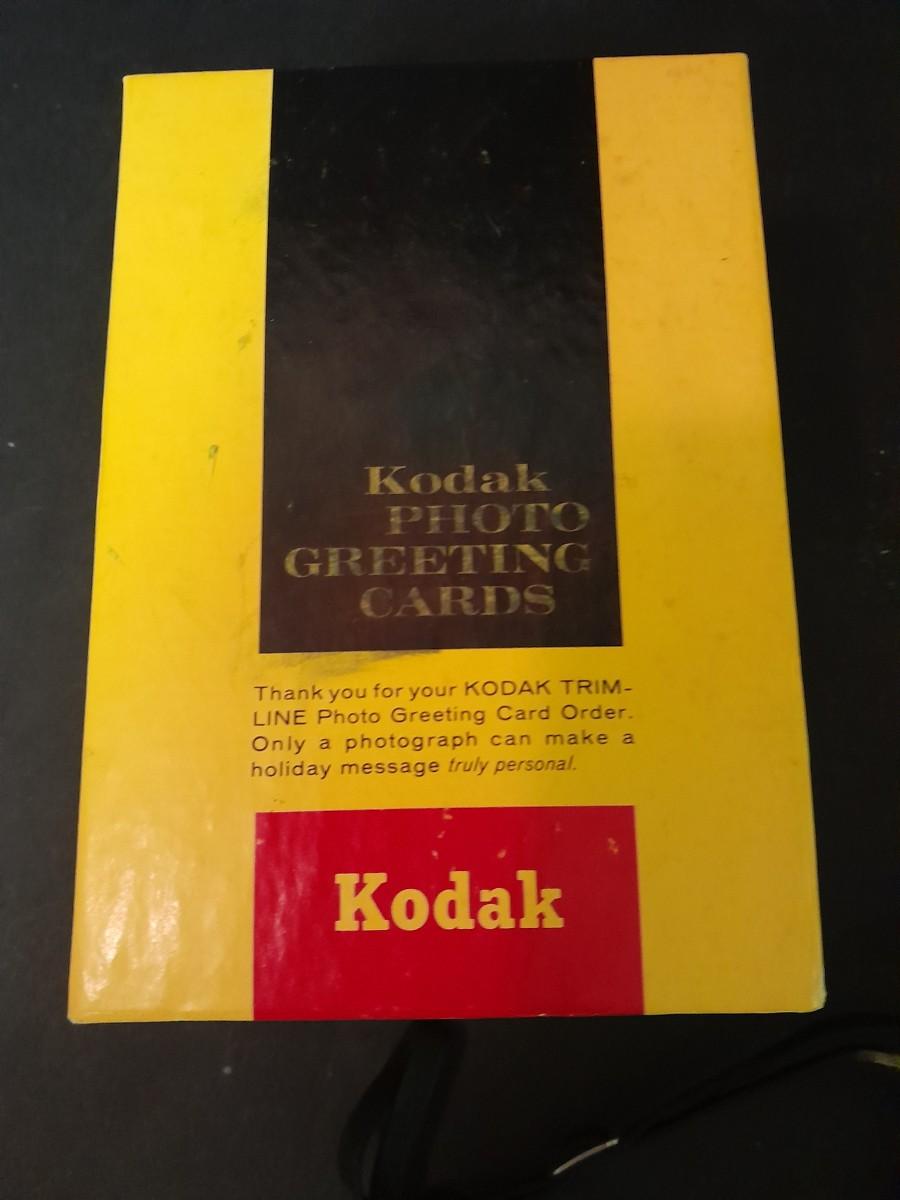 Kodak
PHOTO
GREETING
CARDS
Thank you for your KODAK TRIM-
LINE Photo Greeting Card Order.
Only a photograph can make a
holiday message truly personal.
Kodak